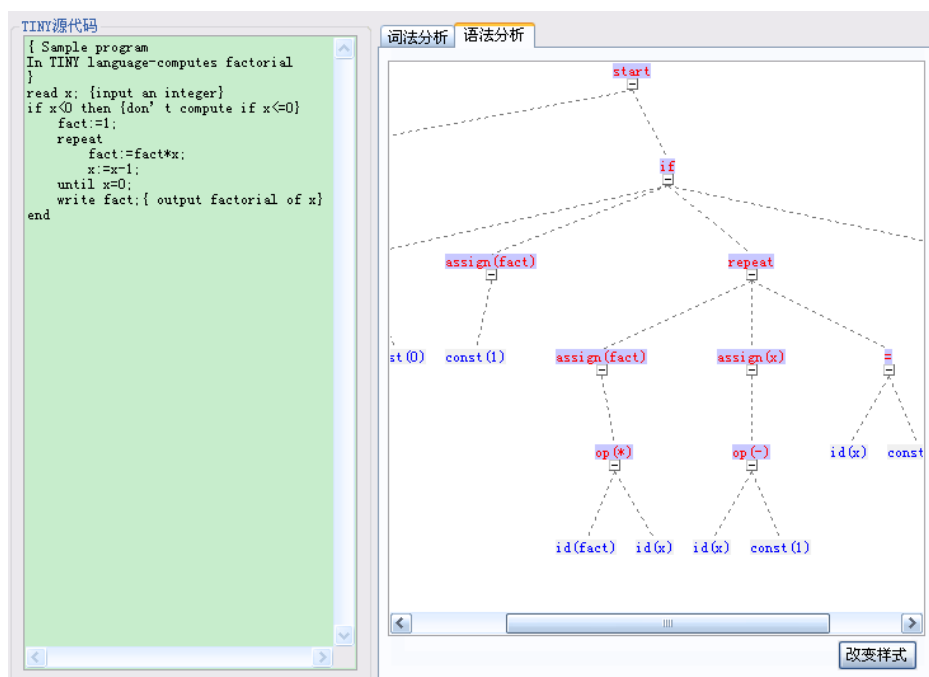 TINY源代码
{ Sample program
In TINY language-computes factorial
}
read x; {input an integer}
if x<0 then {don't compute if x<=0}
fact:=1;
repeat
fact:=fact*x;
x:=x-1;
until x=0;
write fact;{ output factorial of x}
end
词法分析 语法分析
start
if
assign(fact) repeat
st(0) const(1) assign(fact) assign(x) =
op(*) op(-) id(x) const
id(fact) id(x) id(x) const(1)
改变样式